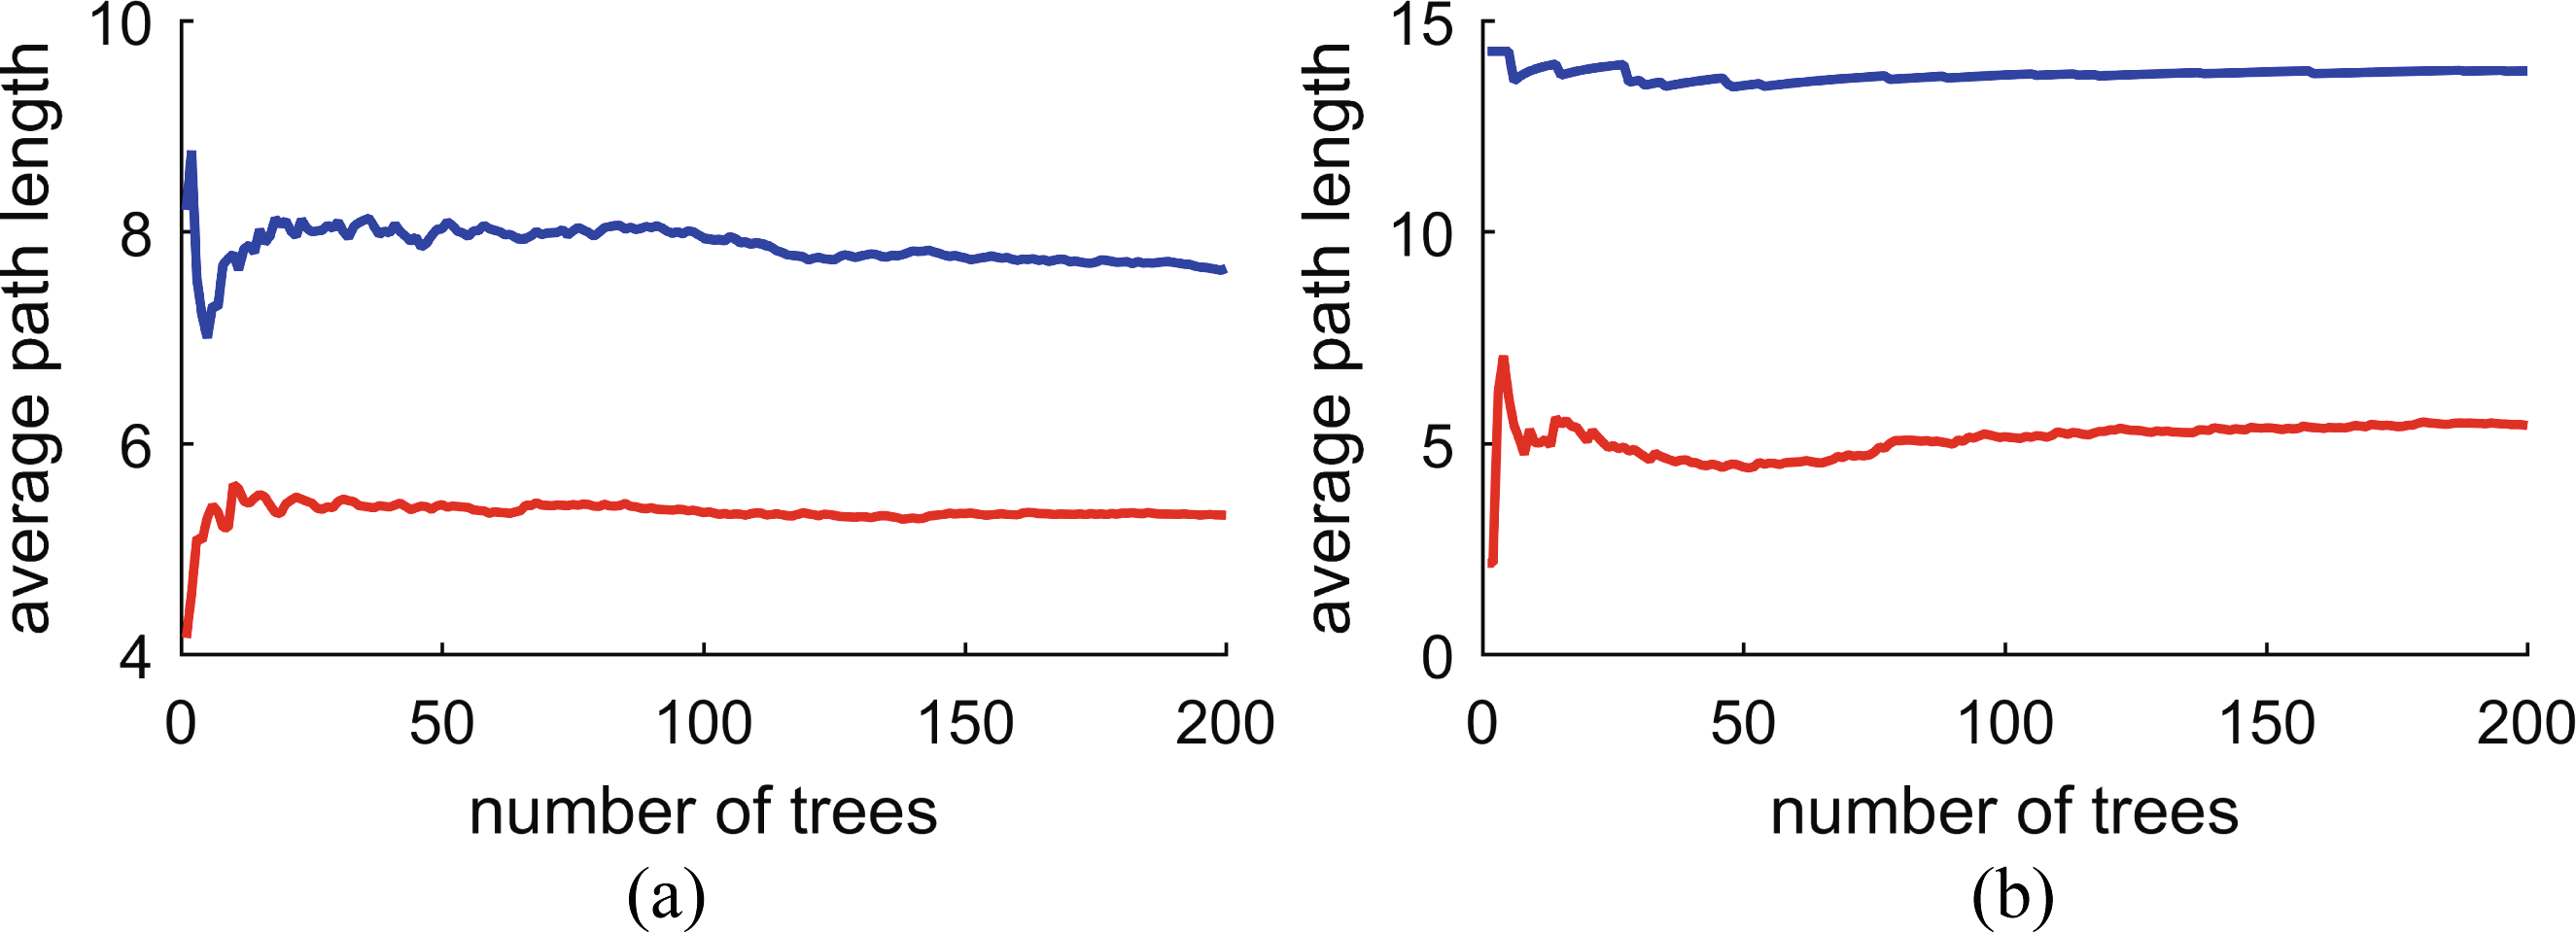 average path length
10
8
6
4
0 50 100 150 200
number of trees
(a)
average path length
15
10
5
0
0 50 100 150 200
number of trees
(b)